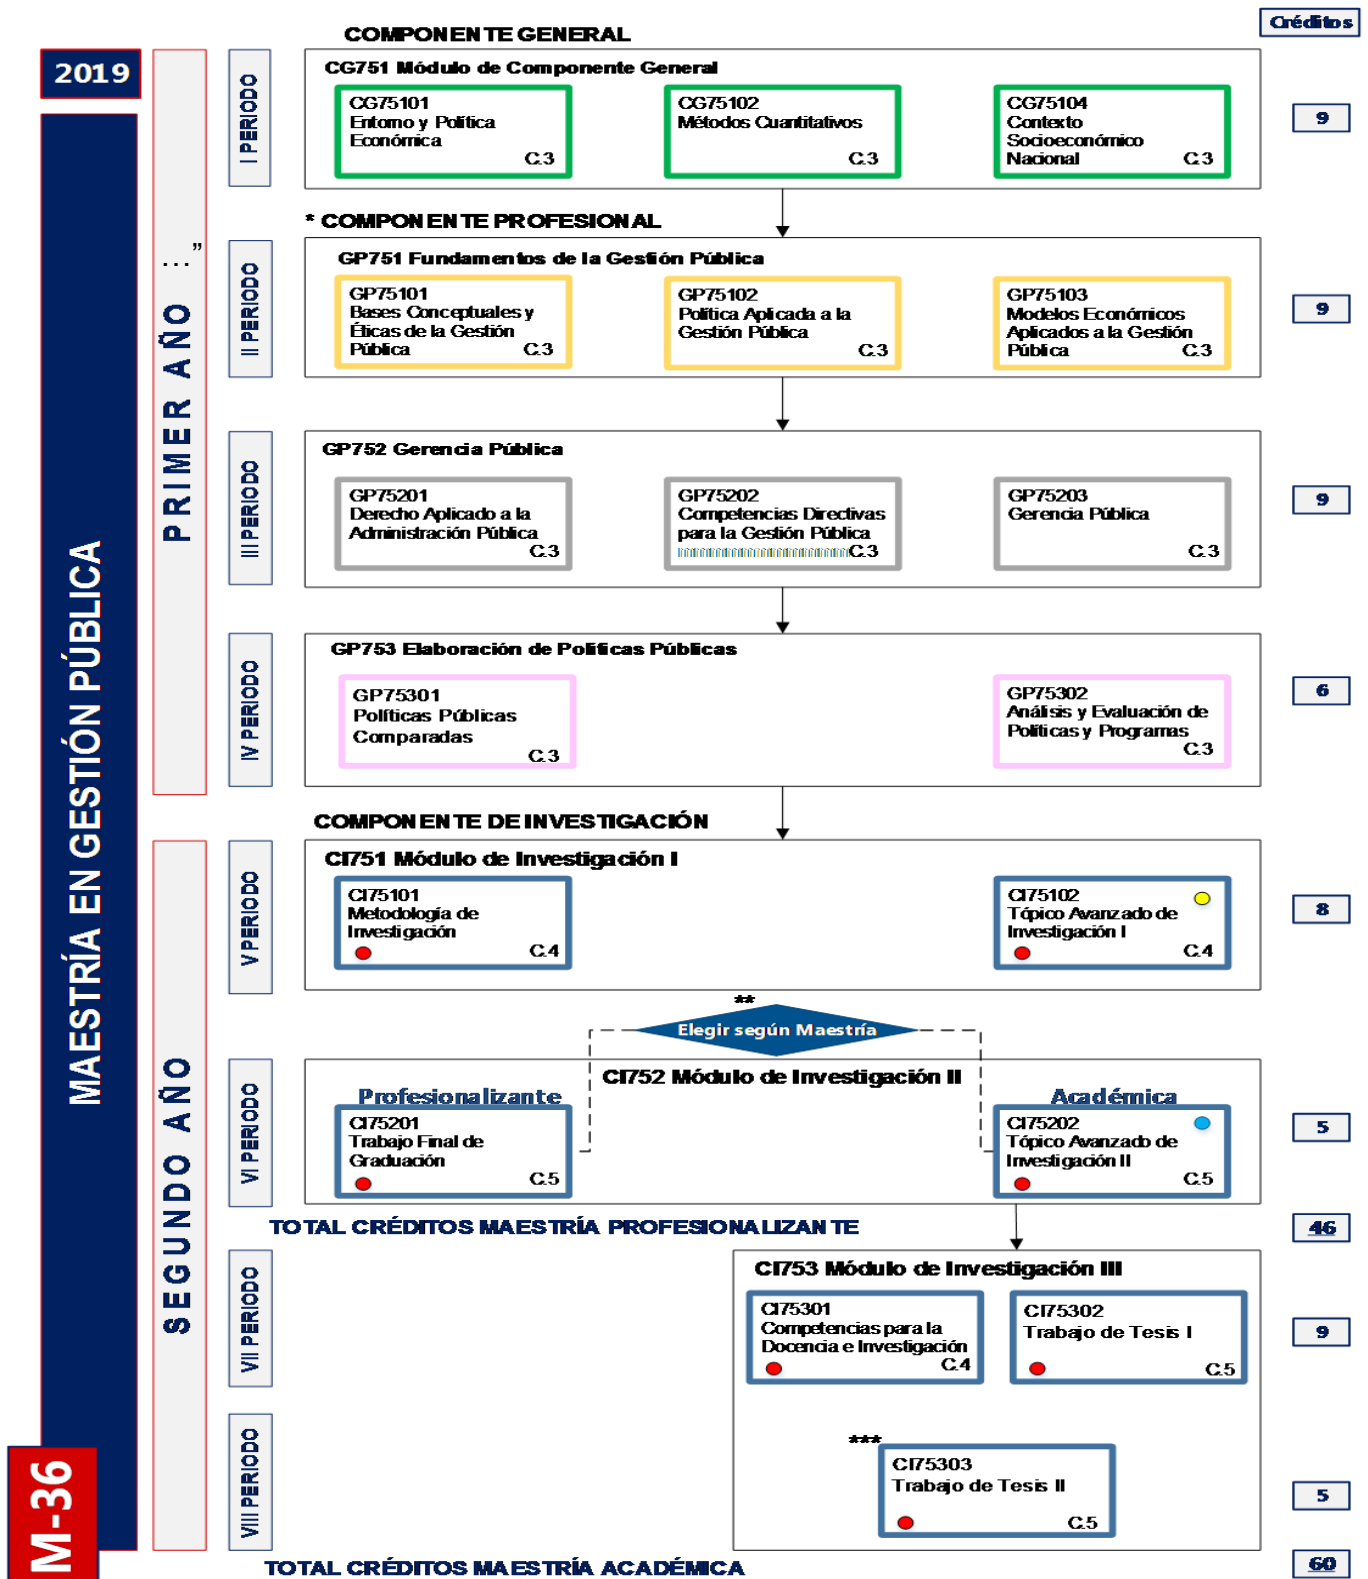 Créditos
COMPONENTE GENERAL
2019
MAESTRÍA EN GESTIÓN PÚBLICA
M-36
PRIMER AÑO ..."
I PERIODO
CG751 Módulo de Componente General
CG75101
Entorno y Política
Económica
C.3
CG75102
Métodos Cuantitativos
C.3
CG75104
Contexto
Socioeconómico
Nacional C.3
9
* COMPONENTE PROFESIONAL
II PERIODO
GP751 Fundamentos de la Gestión Pública
GP75101
Bases Conceptuales y
Éticas de la Gestión
Pública C.3
GP75102
Política Aplicada a la
Gestión Pública
C.3
GP75103
Modelos Económicos
Aplicados a la Gestión
Pública C.3
9
III PERIODO
GP752 Gerencia Pública
GP75201
Derecho Aplicado a la
Administración Pública
C.3
GP75202
Competencias Directivas
para la Gestión Pública
C.3
GP75203
Gerencia Pública
C.3
9
IV PERIODO
GP753 Elaboración de Políticas Públicas
GP75301
Políticas Públicas
Comparadas
C.3
GP75302
Análisis y Evaluación de
Políticas y Programas
C.3
6
COMPONENTE DE INVESTIGACIÓN
SEGUNDO AÑO
V PERIODO
CI751 Módulo de Investigación I
CI75101
Metodología de
Investigación
C.4
CI75102
Tópico Avanzado de
Investigación I
C.4
8
**
Elegir según Maestría
VI PERIODO
CI752 Módulo de Investigación II
Profesionalizante
CI75201
Trabajo Final de
Graduación
C.5
Académica
CI75202
Tópico Avanzado de
Investigación II
C.5
5
TOTAL CRÉDITOS MAESTRÍA PROFESIONALIZANTE
46
VII PERIODO
CI753 Módulo de Investigación III
CI75301
Competencias para la
Docencia e Investigación
C.4
CI75302
Trabajo de Tesis I
C.5
9
VIII PERIODO
***
CI75303
Trabajo de Tesis II
C.5
5
TOTAL CRÉDITOS MAESTRÍA ACADÉMICA
60